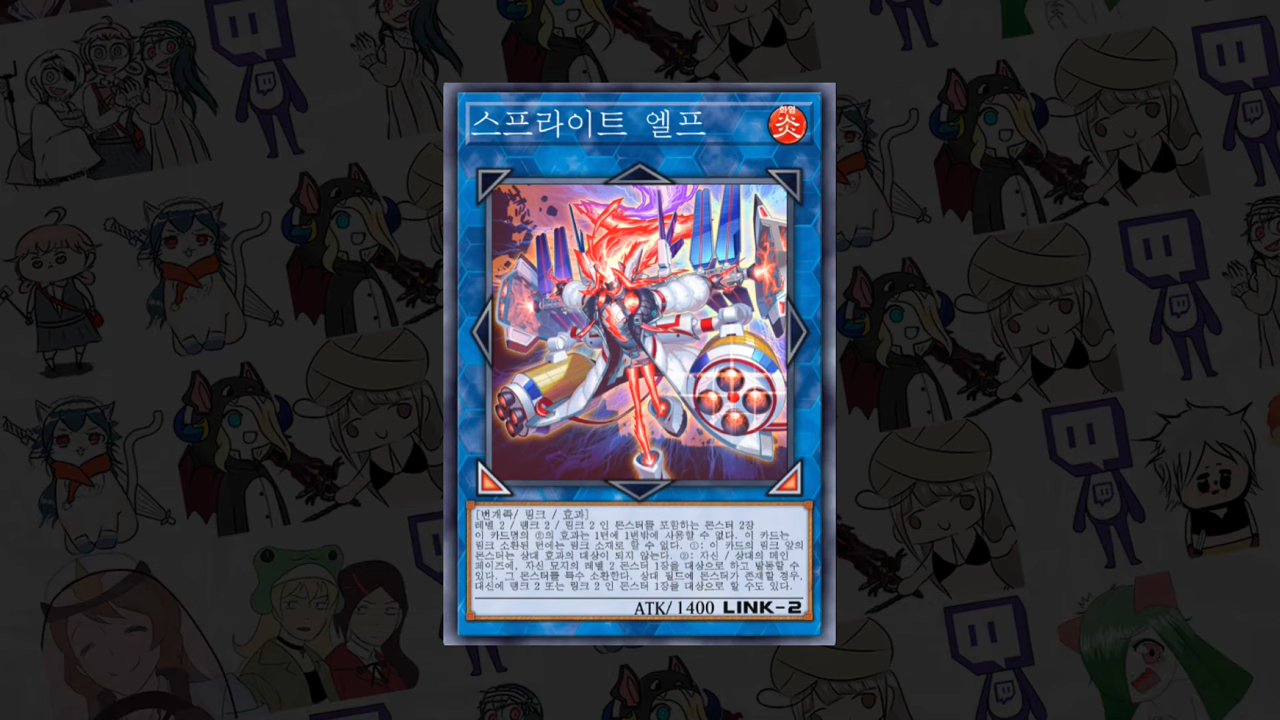 스프라이트 엘프
화염
炎
[번개족/ 링크 / 효과]
레벨 2 / 랭크 2 / 링크 2 인 몬스터를 포함하는 몬스터 2장
이 카드명의 ②의 효과는 1턴에 1번밖에 사용할 수 없다. 이 카드는
링크 소환된 턴에는 링크 소재로 할 수 없다. ①: 이 카드의 링크 앞의
몬스터는 상대 효과의 대상이 되지 않는다. ②: 자신 / 상대의 메인
페이즈에, 자신 묘지의 레벨 2 몬스터 1장을 대상으로 하고 발동할 수
있다. 그 몬스터를 특수 소환한다. 상대 필드에 몬스터가 존재할 경우,
대신에 랭크 2 또는 링크 2 인 몬스터 1장을 대상으로 할 수도 있다.
ATK/ 1400 LINK-2